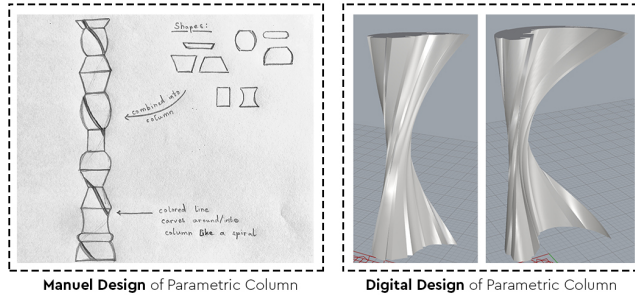 Shapes:
combined into
column
colored line
carves around/into
column like a spiral
Manuel Design of Parametric Column
Digital Design of Parametric Column